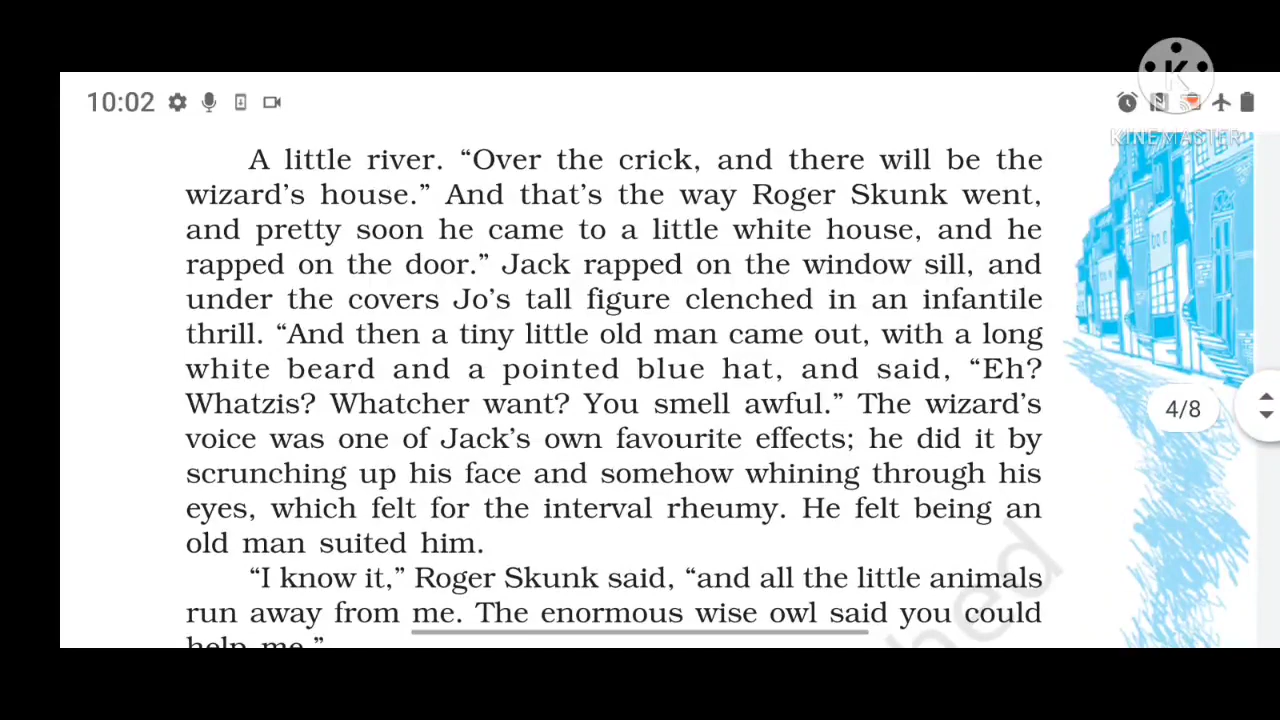 10:02
K
KINEMASTER
A little river. “Over the crick, and there will be the
wizard’s house.” And that’s the way Roger Skunk went,
and pretty soon he came to a little white house, and he
rapped on the door.” Jack rapped on the window sill, and
under the covers Jo’s tall figure clenched in an infantile
thrill. “And then a tiny little old man came out, with a long
white beard and a pointed blue hat, and said, “Eh?
Whatzis? Whatcher want? You smell awful.” The wizard’s
4/8
voice was one of Jack’s own favourite effects; he did it by
scrunching up his face and somehow whining through his
eyes, which felt for the interval rheumy. He felt being an
old man suited him.
“I know it,” Roger Skunk said, “and all the little animals
run away from me. The enormous wise owl said you could
help me.”